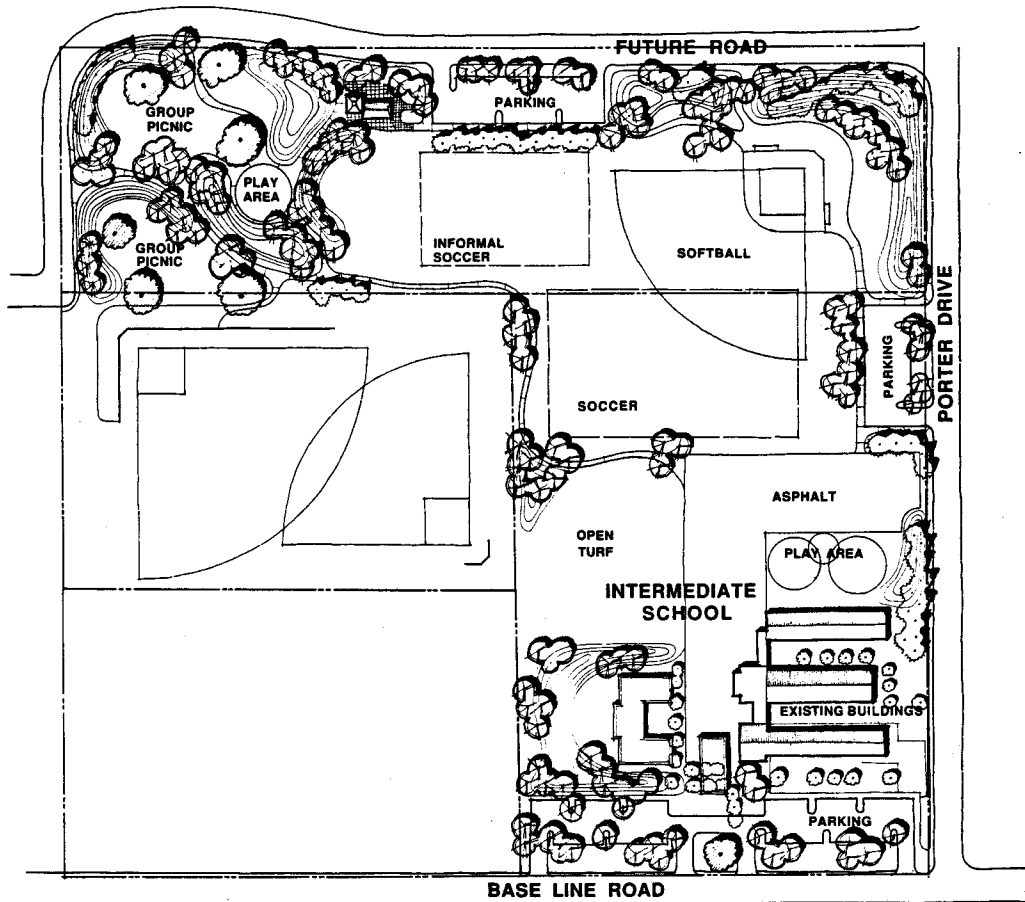 FUTURE ROAD
GROUP
PICNIC
PARKING
PLAY
AREA
GROUP
PICNIC
INFORMAL
SOCCER
SOFTBALL
PORTER DRIVE
PARKING
SOCCER
ASPHALT
OPEN
TURF
PLAY AREA
INTERMEDIATE
SCHOOL
EXISTING BUILDINGS
PARKING
BASE LINE ROAD